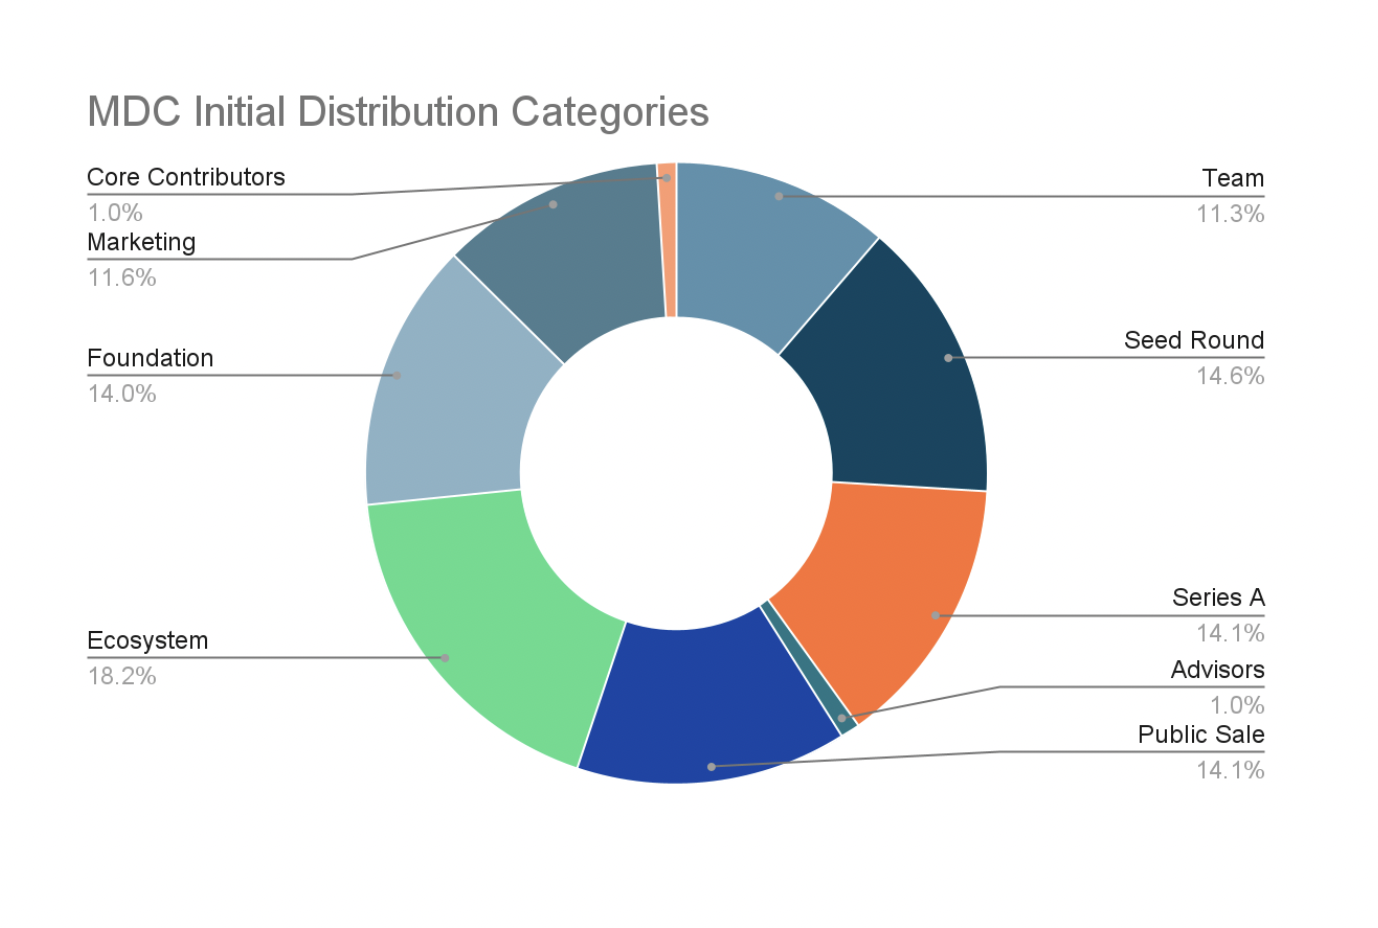 MDC Initial Distribution Categories
Core Contributors
1.0%
Marketing
11.6%
Foundation
14.0%
Ecosystem
18.2%
Team
11.3%
Seed Round
14.6%
Series A
14.1%
Advisors
1.0%
Public Sale
14.1%